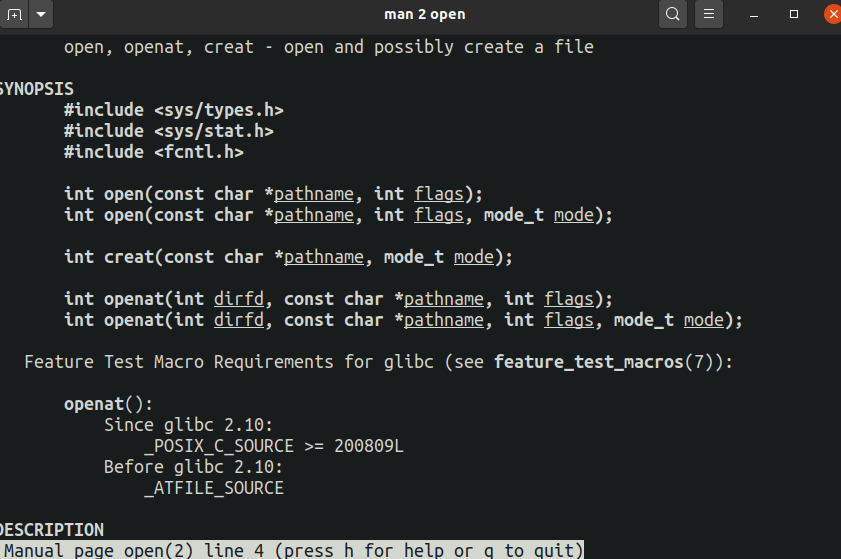 man 2 open
open, openat, creat - open and possibly create a file
SYNOPSIS
#include <sys/types.h>
#include <sys/stat.h>
#include <fcntl.h>
int open(const char *pathname, int flags);
int open(const char *pathname, int flags, mode_t mode);
int creat(const char *pathname, mode_t mode);
int openat(int dirfd, const char *pathname, int flags);
int openat(int dirfd, const char *pathname, int flags, mode_t mode);
Feature Test Macro Requirements for glibc (see feature_test_macros(7)):
openat():
Since glibc 2.10:
_POSIX_C_SOURCE >= 200809L
Before glibc 2.10:
_ATFILE_SOURCE
DESCRIPTION
Manual page open(2) line 4 (press h for help or q to quit)